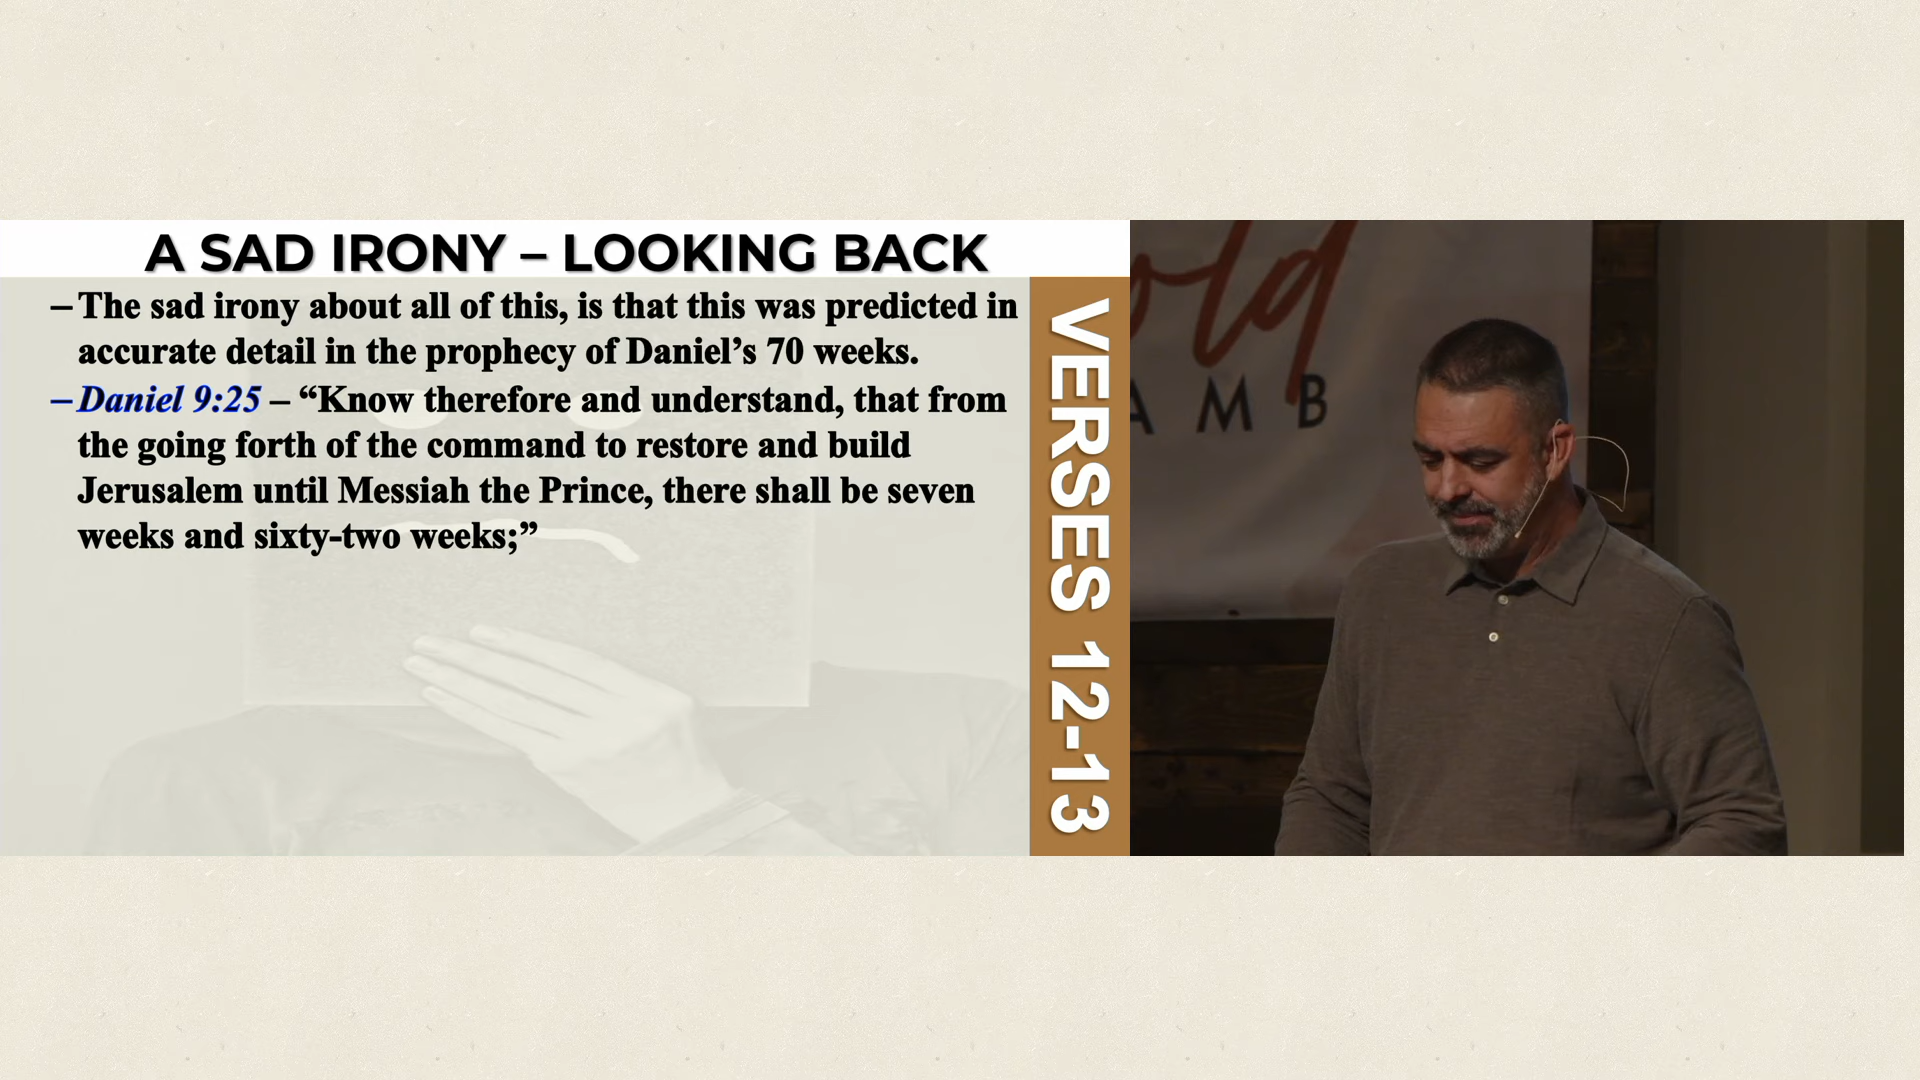 A SAD IRONY – LOOKING BACK
– The sad irony about all of this, is that this was predicted in
accurate detail in the prophecy of Daniel’s 70 weeks.
– Daniel 9:25 – “Know therefore and understand, that from
the going forth of the command to restore and build
Jerusalem until Messiah the Prince, there shall be seven
weeks and sixty-two weeks;”
VERSES 12-13
old
AMB